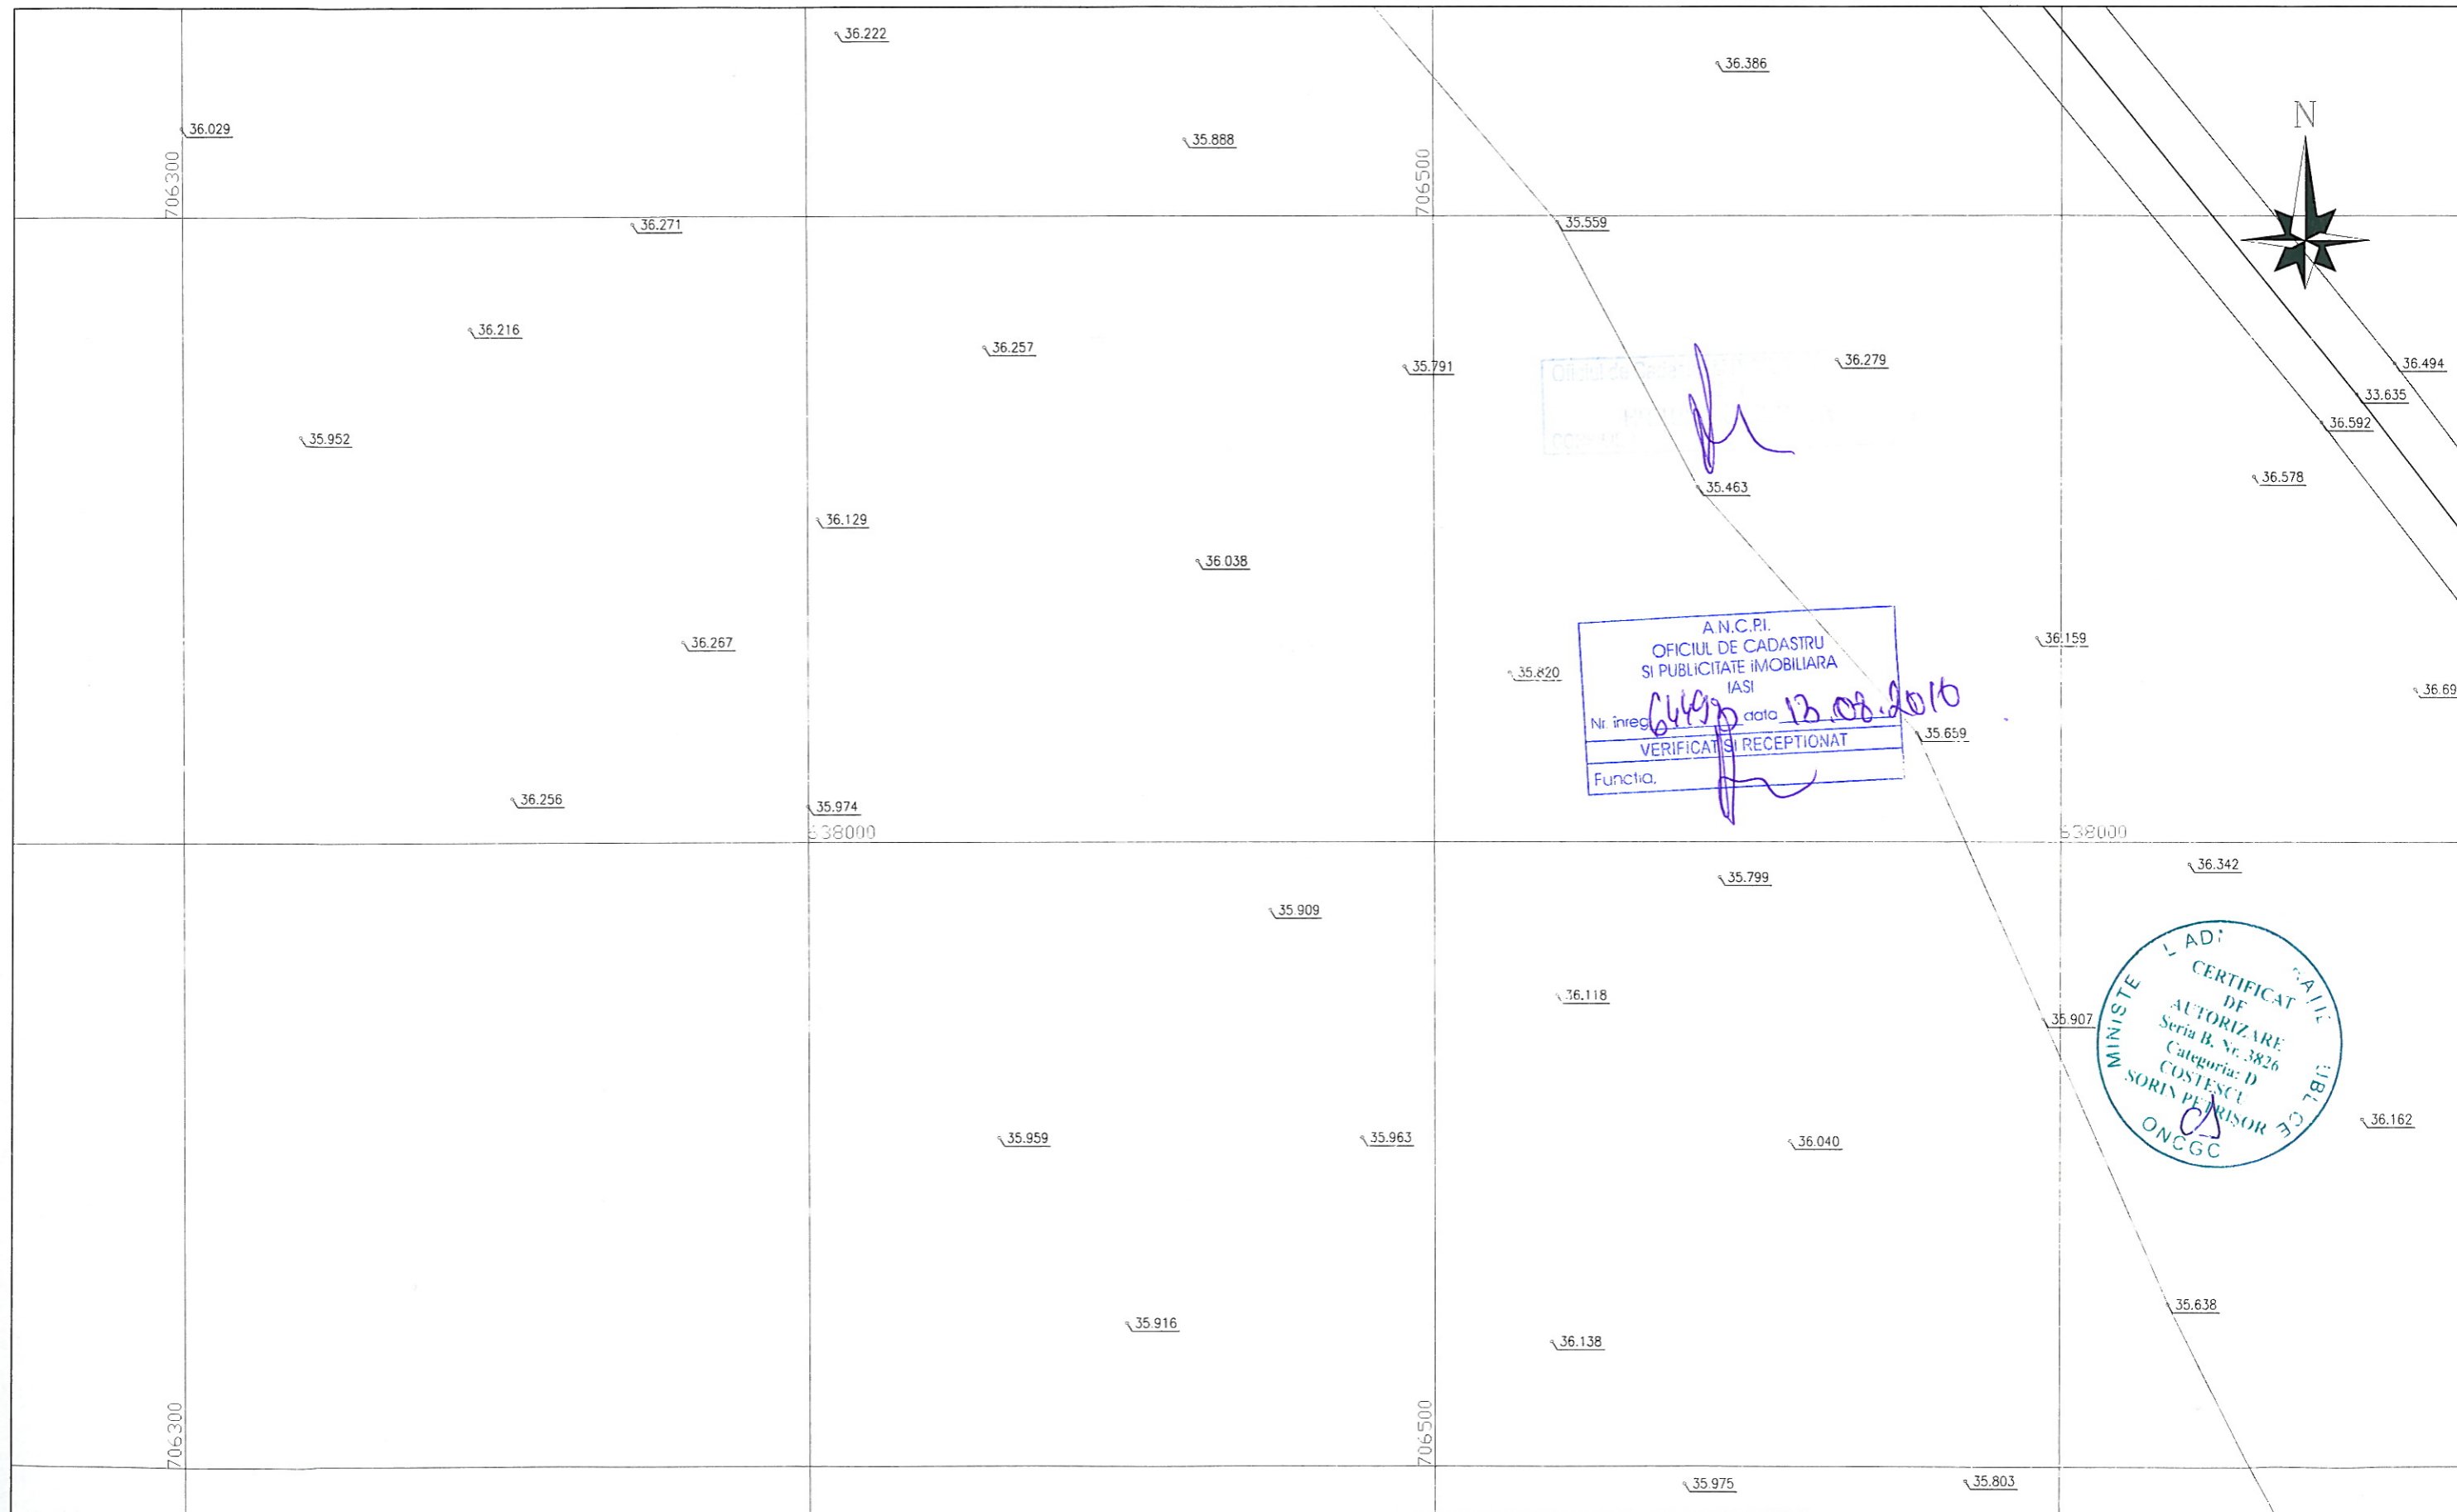 36.222
36.386
N
36.029
35.888
706300
706500
35.559
36.271
36.216
36.257
35.791
36.279
36.494
33.635
36.592
35.952
36.578
35.463
36.129
36.038
A.N.C.P.I.
OFICIUL DE CADASTRU
SI PUBLICITATE IMOBILIARA
IASI
Nr. inreg data 13.08.2010
VERIFICAT SI RECEPTIONAT
Functia,
36.159
36.267
35.820
36.69
35.659
36.256
35.974
638000
638000
36.342
35.799
35.909
36.118
35.907
MINISTE
CERTIFICAT
DE
AUTORIZARE
Seria B, Nr. 3826
Categoria: D
COSTESCU
SORIN PETRISOR
ONCGC
36.162
35.959
35.963
36.040
35.638
35.916
36.138
706300
706500
35.975
35.803